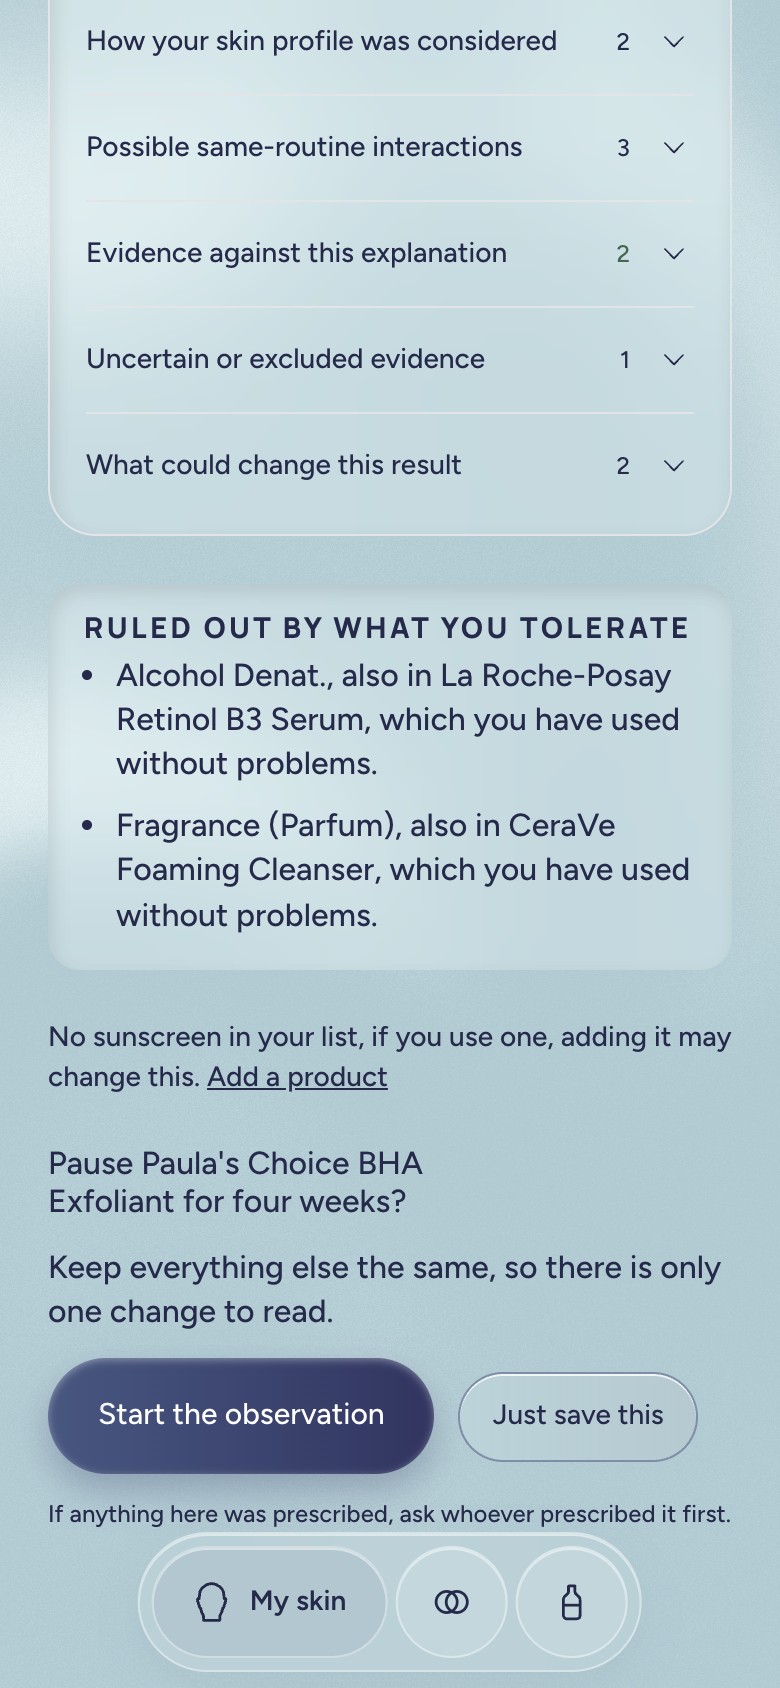 How your skin profile was considered 2
Possible same-routine interactions 3
Evidence against this explanation 2
Uncertain or excluded evidence 1
What could change this result 2
RULED OUT BY WHAT YOU TOLERATE
• Alcohol Denat., also in La Roche-Posay
Retinol B3 Serum, which you have used
without problems.
• Fragrance (Parfum), also in CeraVe
Foaming Cleanser, which you have used
without problems.
No sunscreen in your list, if you use one, adding it may
change this. Add a product
Pause Paula's Choice BHA
Exfoliant for four weeks?
Keep everything else the same, so there is only
one change to read.
Start the observation
Just save this
If anything here was prescribed, ask whoever prescribed it first.
My skin